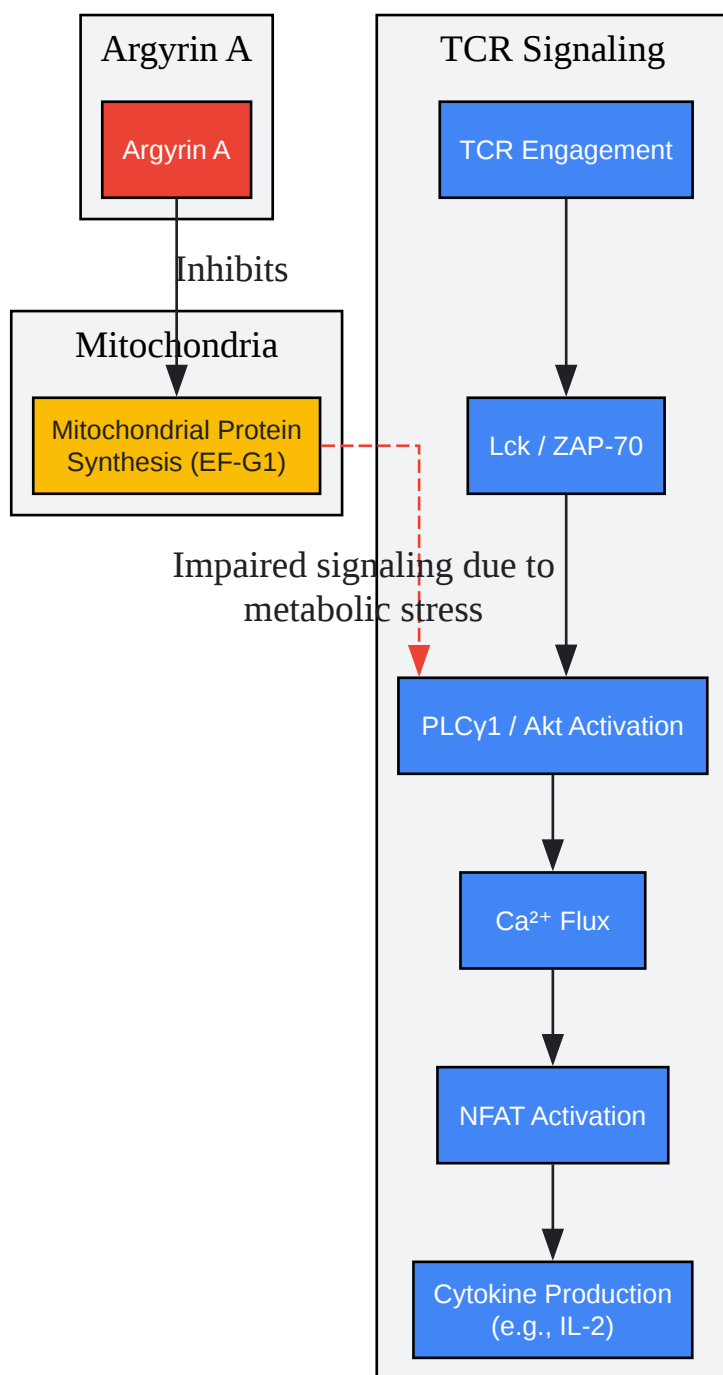 Argyrin A
Argyrin A
Inhibits
Mitochondria
Mitochondrial Protein
Synthesis (EF-G1)
Impaired signaling due to
metabolic stress
TCR Signaling
TCR Engagement
Lck / ZAP-70
PLCγ1 / Akt Activation
Ca²⁺ Flux
NFAT Activation
Cytokine Production
(e.g., IL-2)